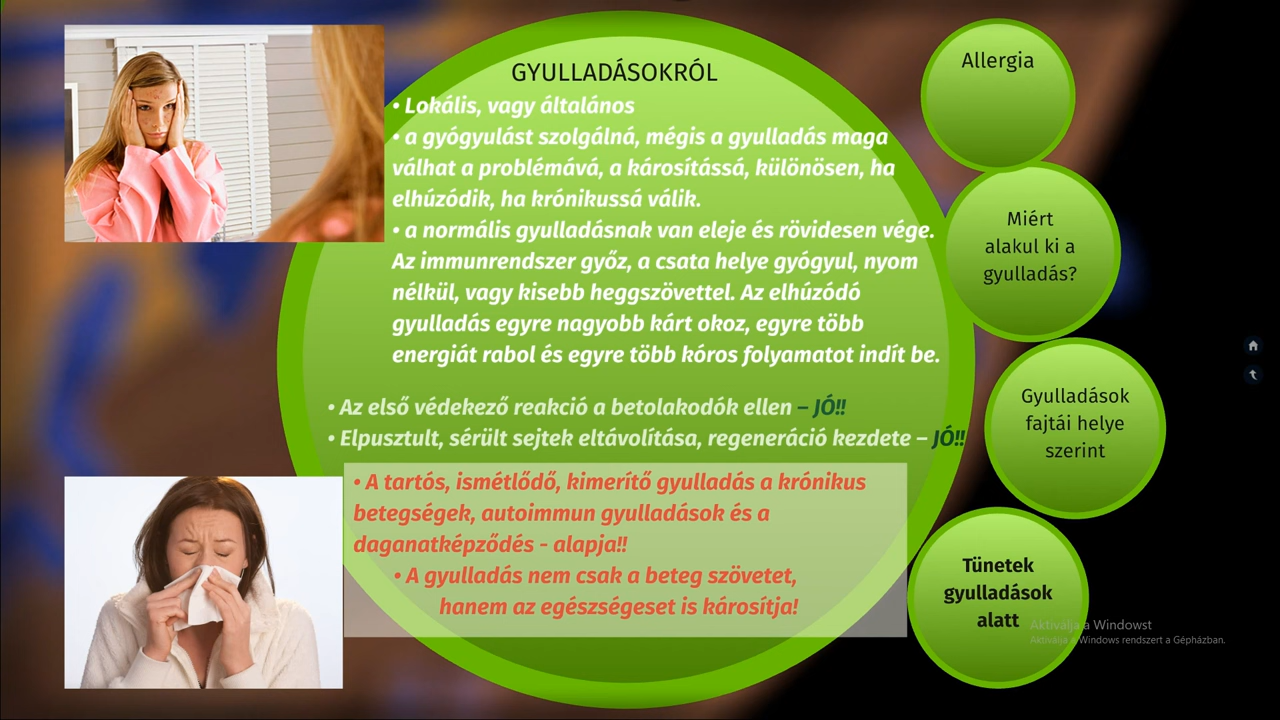 GYULLADÁSOKRÓL
• Lokális, vagy általános
• a gyógyulást szolgálná, mégis a gyulladás maga
válhat a problémává, a károsítássá, különösen, ha
elhúzódik, ha krónikussá válik.
• a normális gyulladásnak van eleje és rövidesen vége.
Az immunrendszer győz, a csata helye gyógyul, nyom
nélkül, vagy kisebb heggszövettel. Az elhúzódó
gyulladás egyre nagyobb kárt okoz, egyre több
energiát rabol és egyre több kóros folyamatot indít be.
• Az első védekező reakció a betolakodók ellen – JÓ!!
• Elpusztult, sérült sejtek eltávolítása, regeneráció kezdete – JÓ!!
• A tartós, ismétlődő, kimerítő gyulladás a krónikus
betegségek, autoimmun gyulladások és a
daganatképződés - alapja!!
• A gyulladás nem csak a beteg szövetet,
hanem az egészségeset is károsítja!
Allergia
Miért
alakul ki a
gyulladás?
Gyulladások
fajtái helye
szerint
Tünetek
gyulladások
alatt
Aktiválja a Windowst
Aktiválja a Windows rendszert a Gépházban.